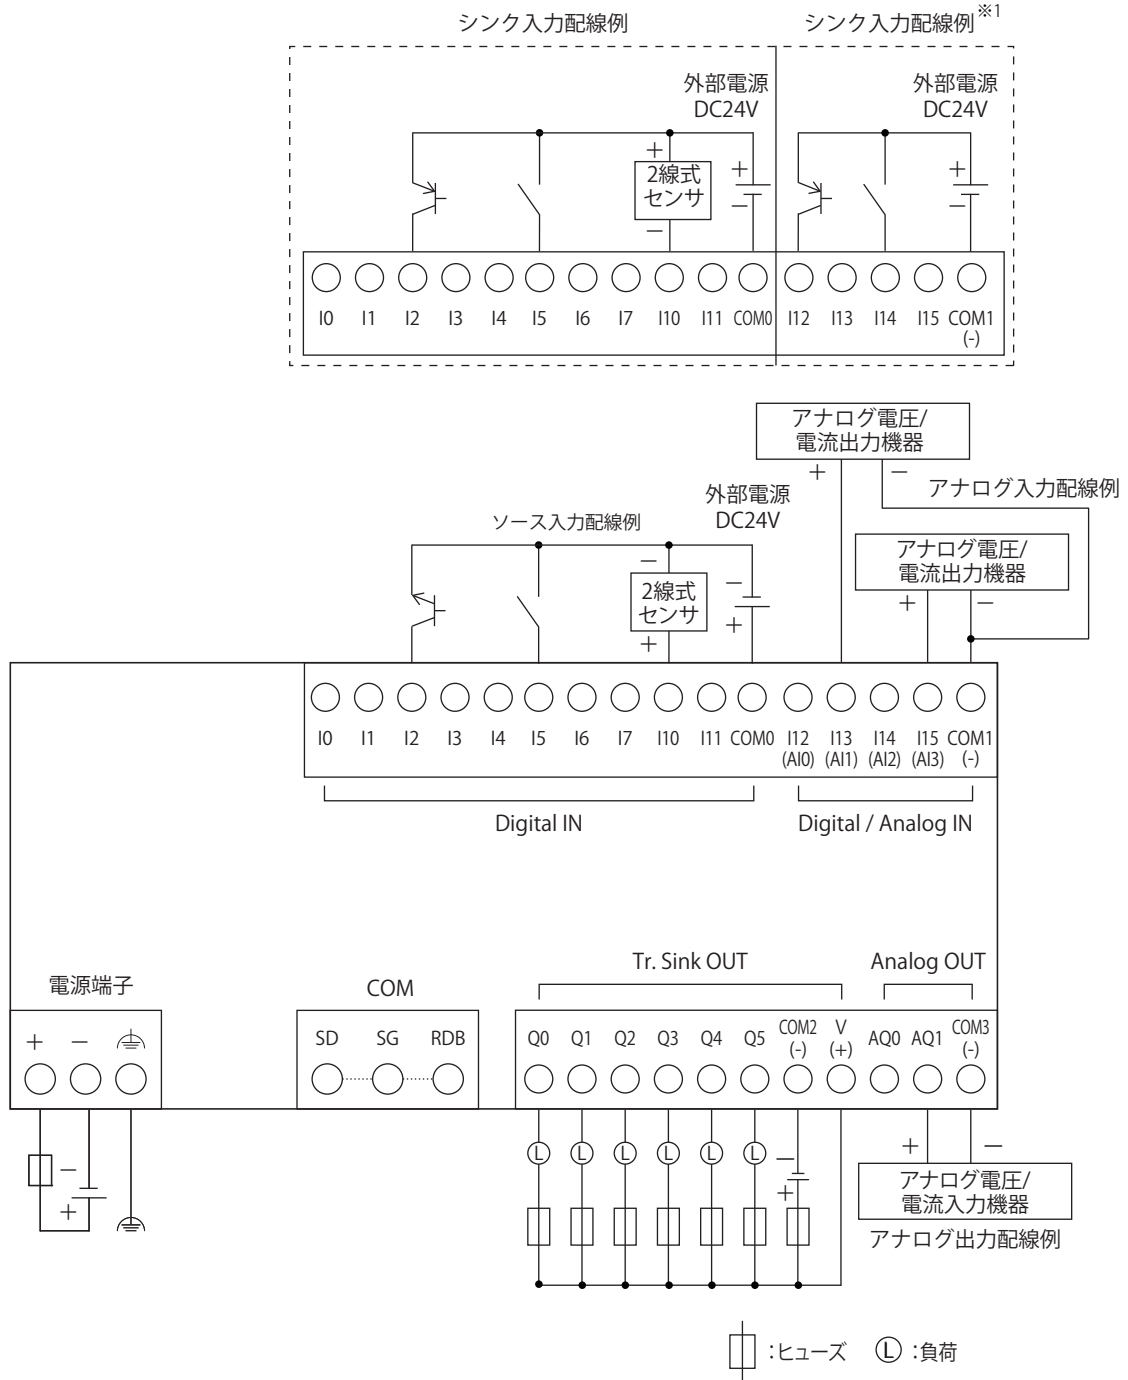 シンク入力配線例
シンク入力配線例※1
外部電源
DC24V
外部電源
DC24V
+
2線式
センサ
−
+
−
+
−
I0 I1 I2 I3 I4 I5 I6 I7 I10 I11 COM0 I12 I13 I14 I15 COM1
(-)
アナログ電圧/
電流出力機器
+ −
アナログ入力配線例
外部電源
DC24V
ソース入力配線例
アナログ電圧/
電流出力機器
+ −
−
2線式
センサ
+
−
+
I0 I1 I2 I3 I4 I5 I6 I7 I10 I11 COM0 I12 I13 I14 I15 COM1
(AI0) (AI1) (AI2) (AI3) (-)
Digital IN
Digital / Analog IN
Tr. Sink OUT
Analog OUT
電源端子
COM
+ −
SD SG RDB
Q0 Q1 Q2 Q3 Q4 Q5 COM2 V AQ0 AQ1 COM3
(-) (+) (-)
−
+
L L L L L L
−
+
+ −
アナログ電圧/
電流入力機器
アナログ出力配線例
:ヒューズ
L :負荷